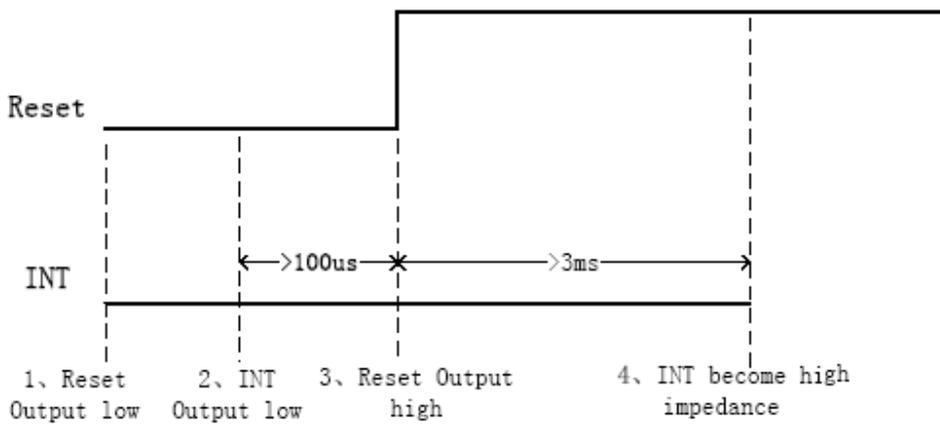 Reset
>100us
>3ms
INT
1、Reset
Output low
2、INT
Output low
3、Reset Output
high
4、INT become high
impedance